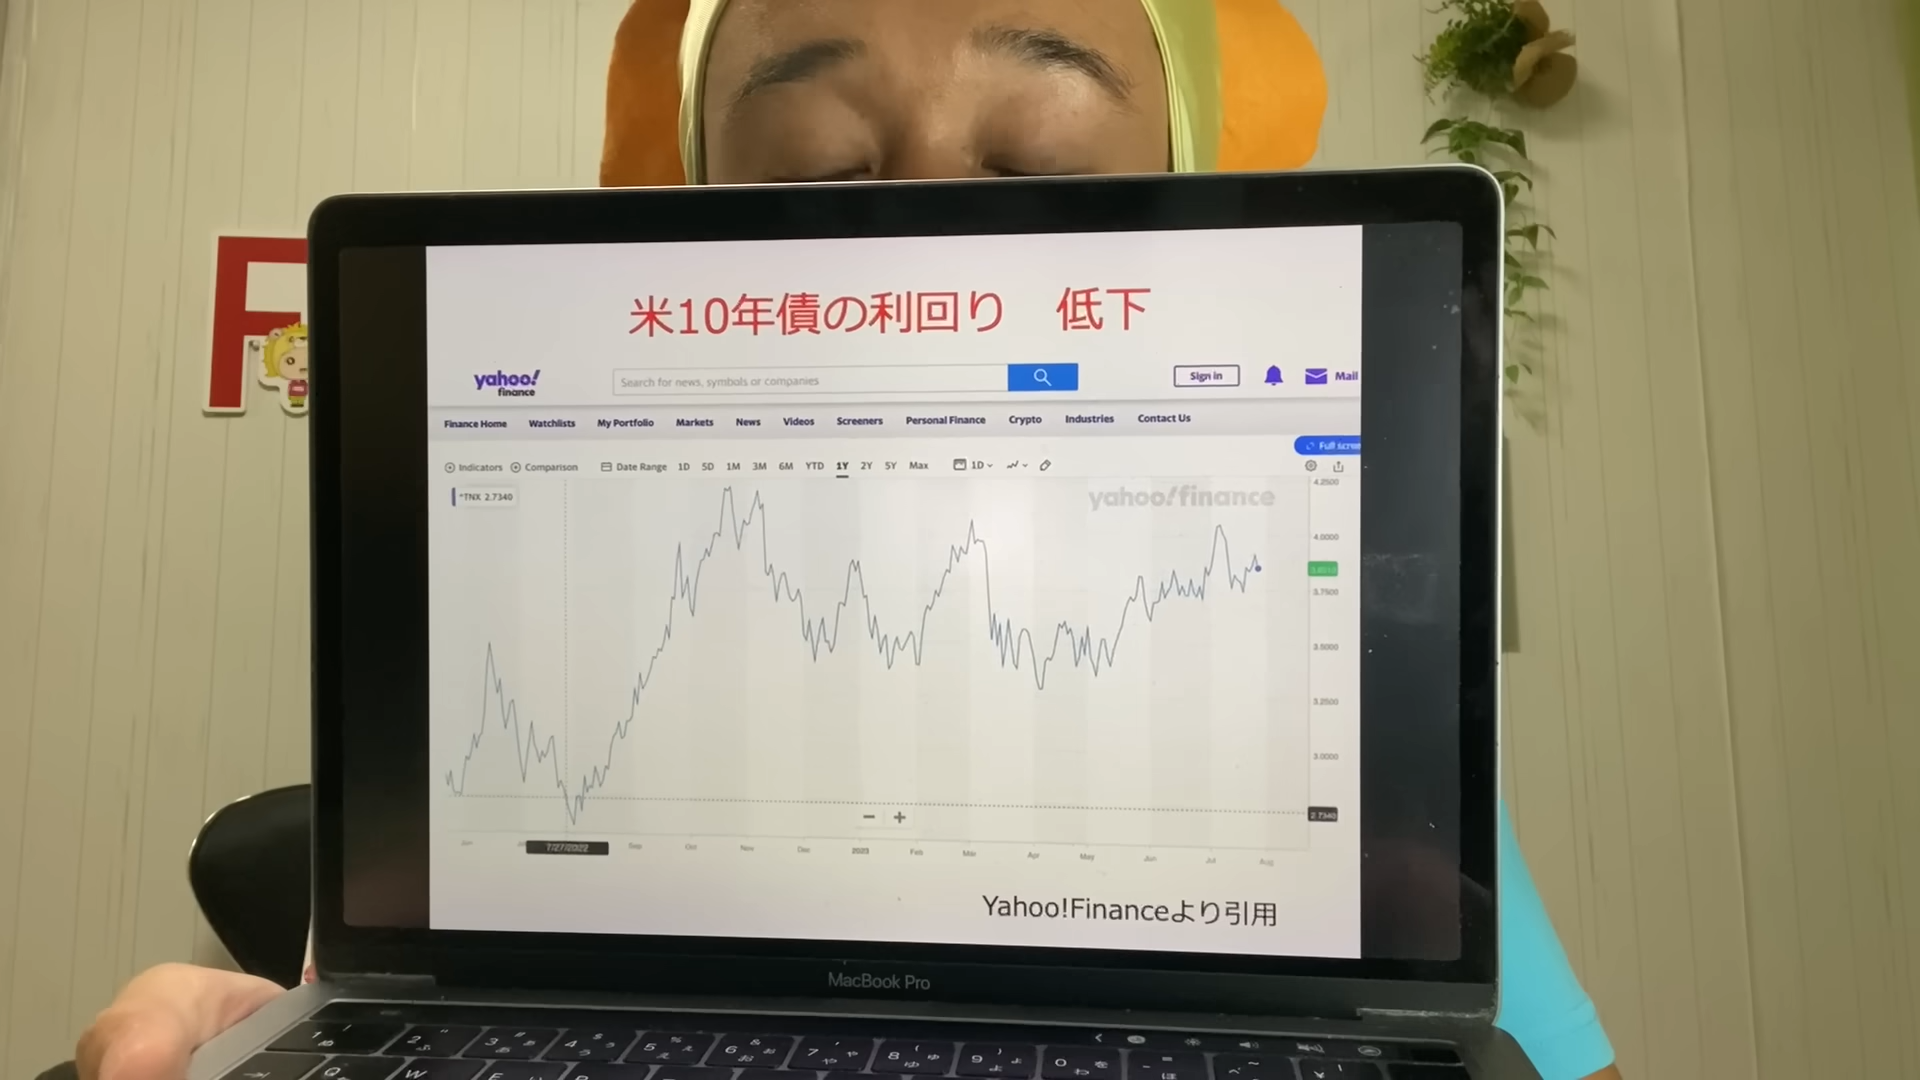 米10年債の利回り 低下
yahoo!
finance
Search for news, symbols or companies
Sign in
Mail
Finance Home Watchlists My Portfolio Markets News Videos Screeners Personal Finance Crypto Industries Contact Us
Full scree
Indicators Comparison Date Range 1D 5D 1M 3M 6M YTD 1Y 2Y 5Y Max 1D
^TNX 2.7340
yahoo!finance
4.2500
4.0000
3.7500
3.5000
3.2500
3.0000
2.7340
− +
7/27/2022 Sep Oct Nov Dec 2023 Feb Mar Apr May Jun Jul Aug
Yahoo!Financeより引用
MacBook Pro
F